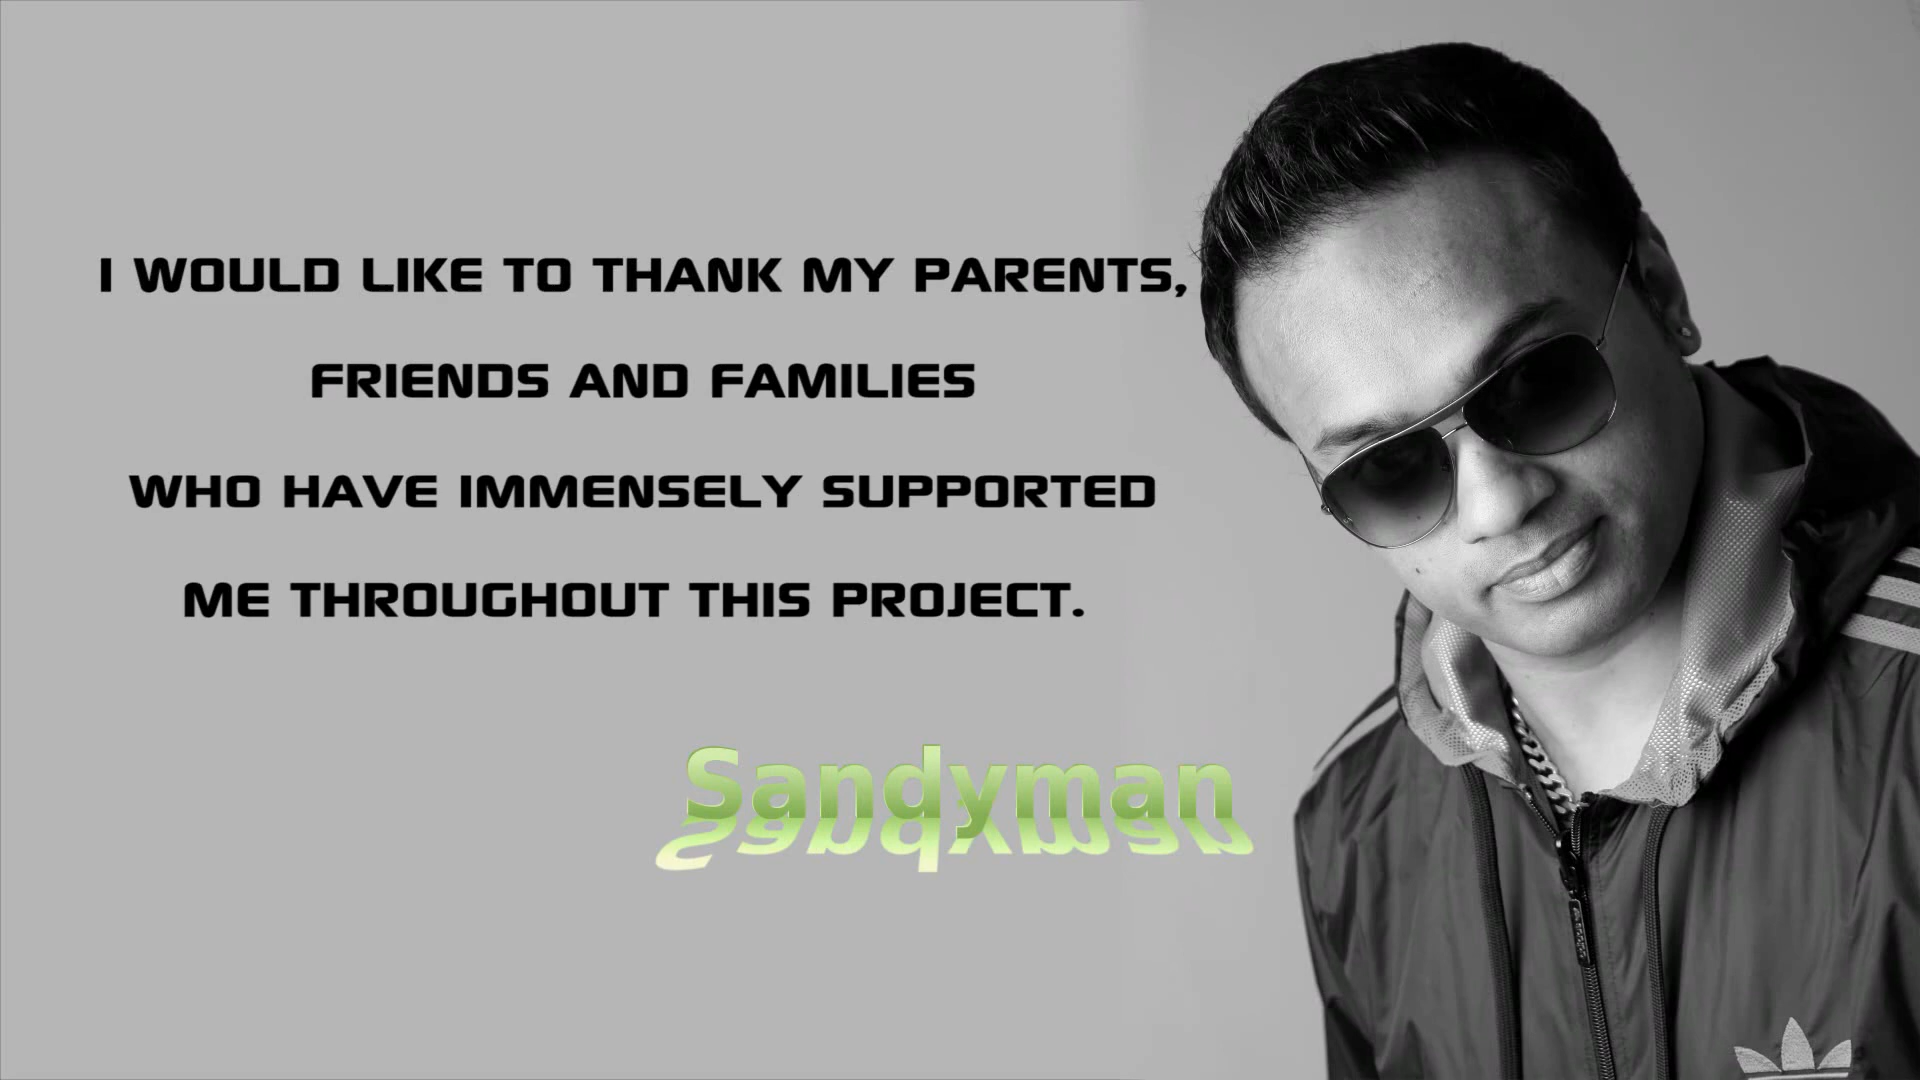 I WOULD LIKE TO THANK MY PARENTS,
FRIENDS AND FAMILIES
WHO HAVE IMMENSELY SUPPORTED
ME THROUGHOUT THIS PROJECT.
Sandyman